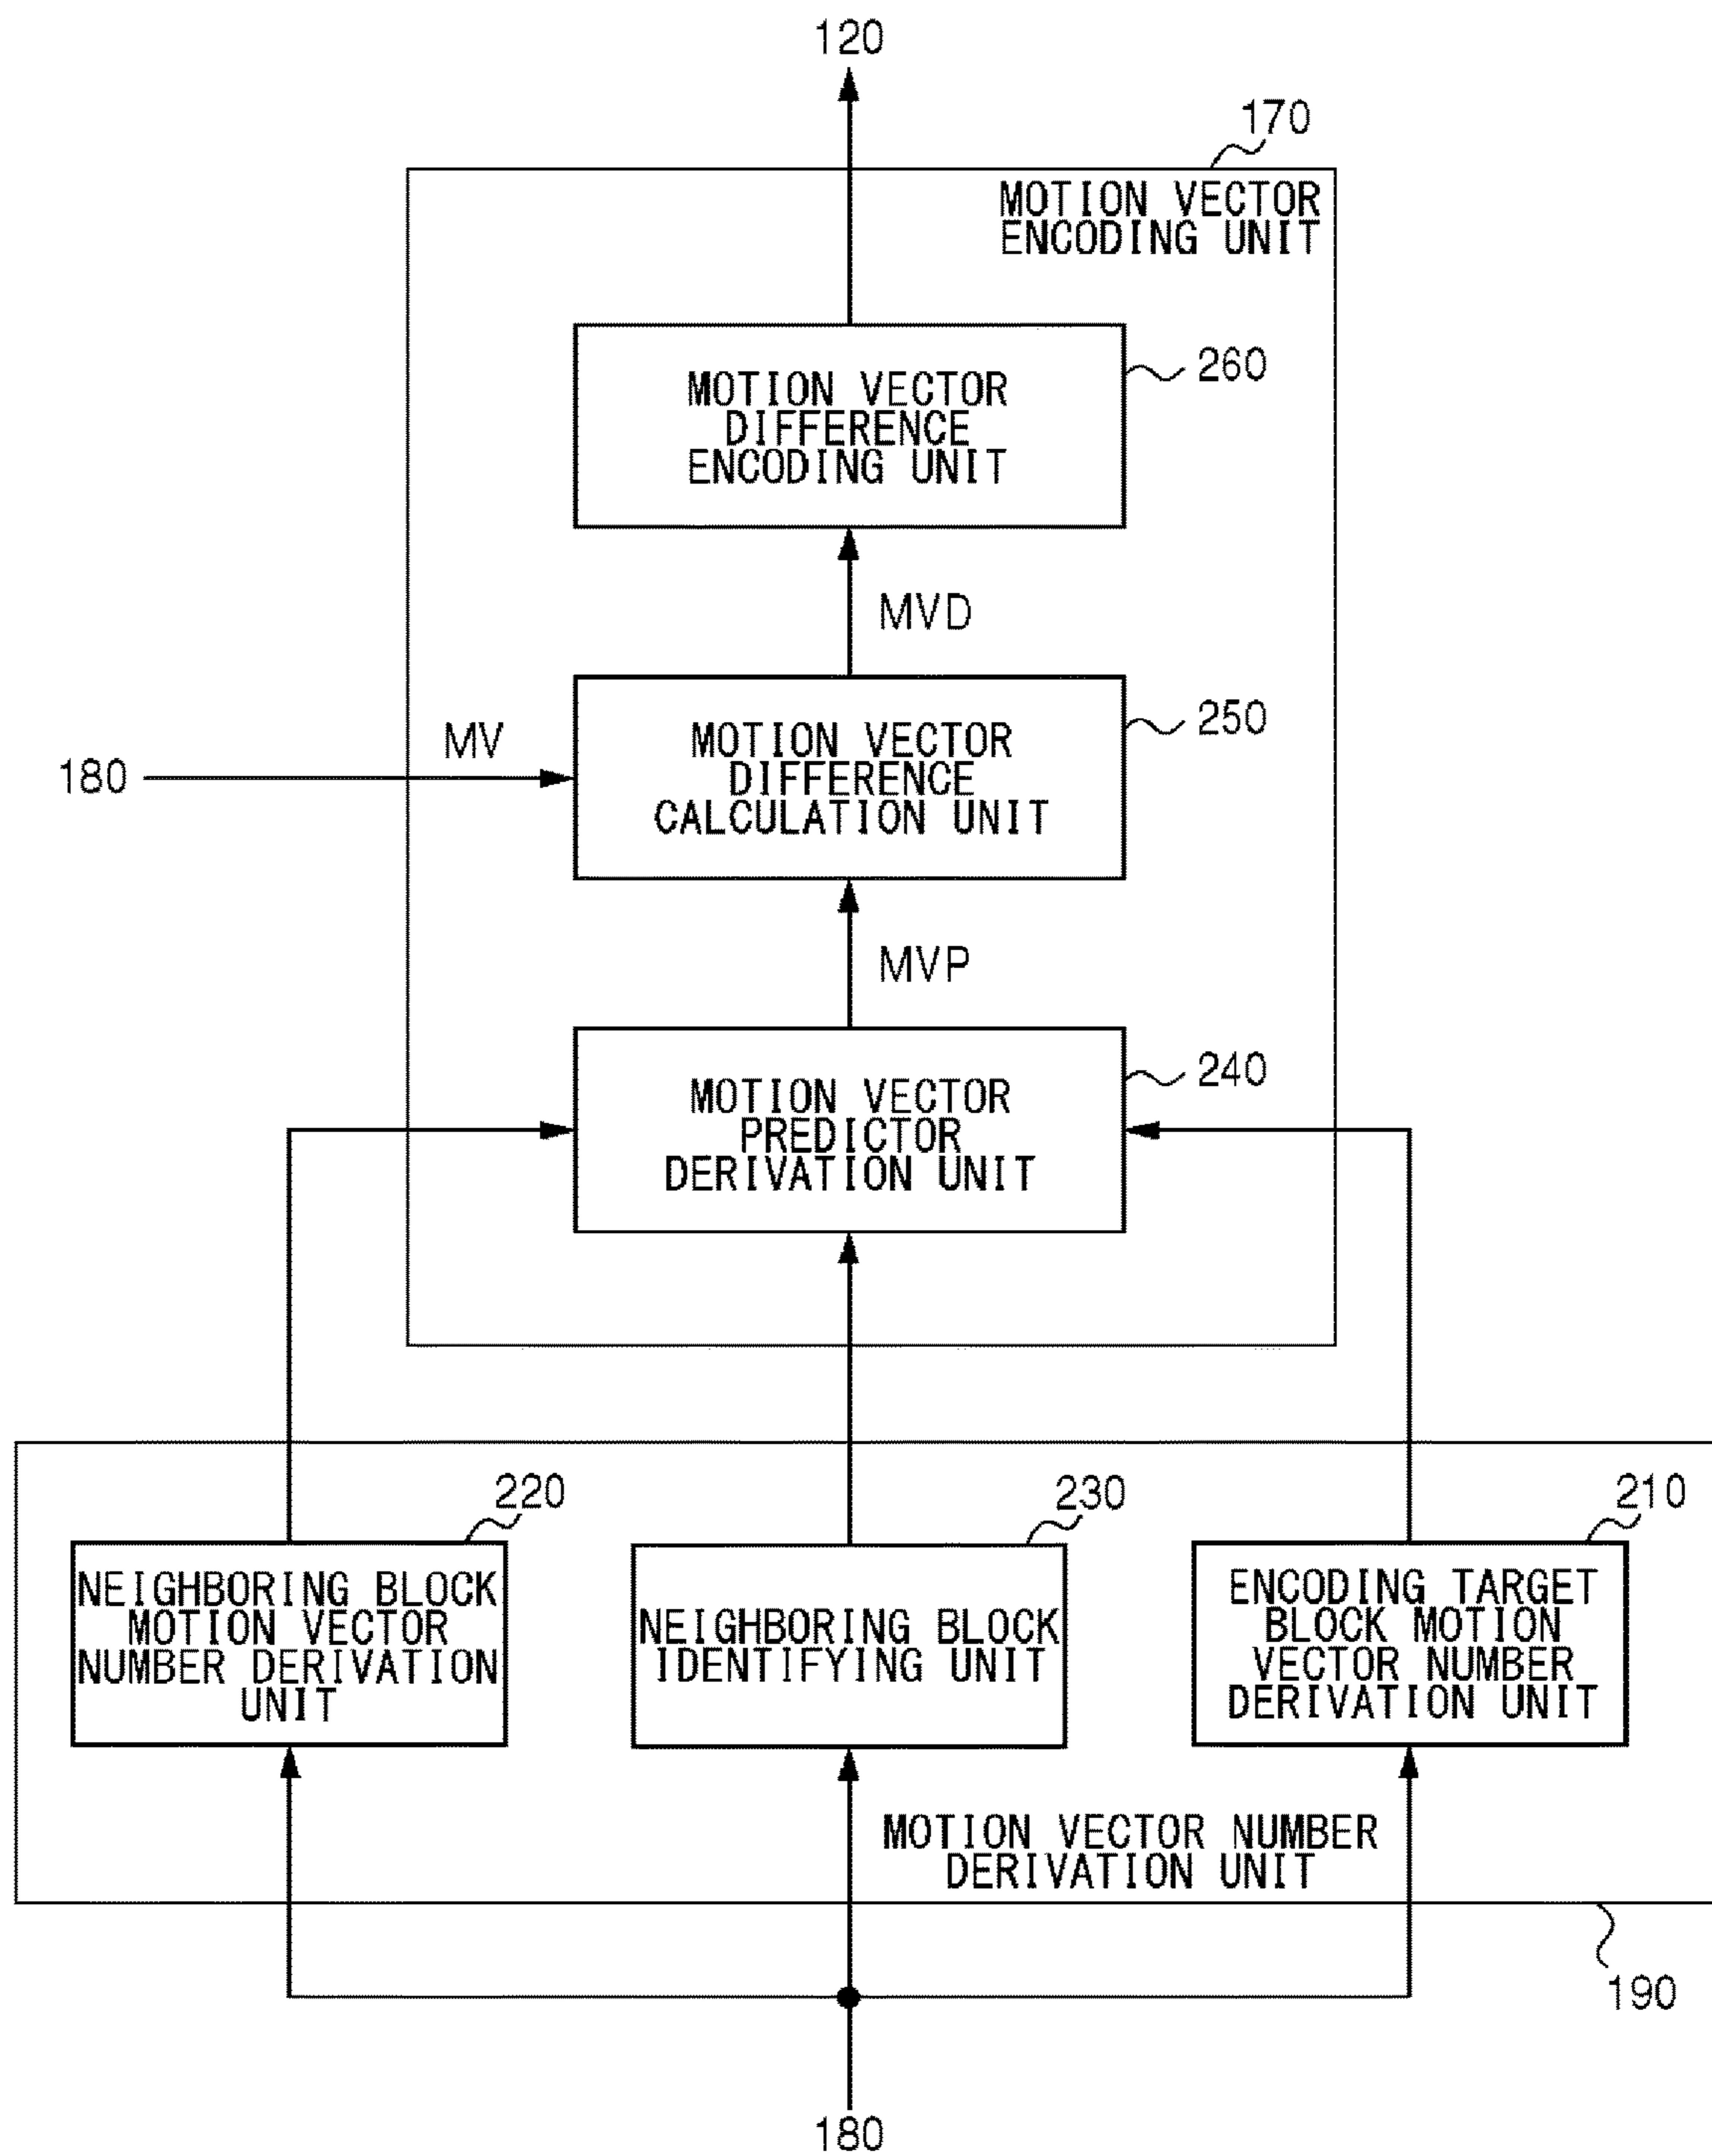 120
170
MOTION VECTOR
ENCODING UNIT
260
MOTION VECTOR
DIFFERENCE
ENCODING UNIT
MVD
250
MV
180
MOTION VECTOR
DIFFERENCE
CALCULATION UNIT
MVP
240
MOTION VECTOR
PREDICTOR
DERIVATION UNIT
220
230
210
NEIGHBORING BLOCK
MOTION VECTOR
NUMBER DERIVATION
UNIT
NEIGHBORING BLOCK
IDENTIFYING UNIT
ENCODING TARGET
BLOCK MOTION
VECTOR NUMBER
DERIVATION UNIT
MOTION VECTOR NUMBER
DERIVATION UNIT
190
180